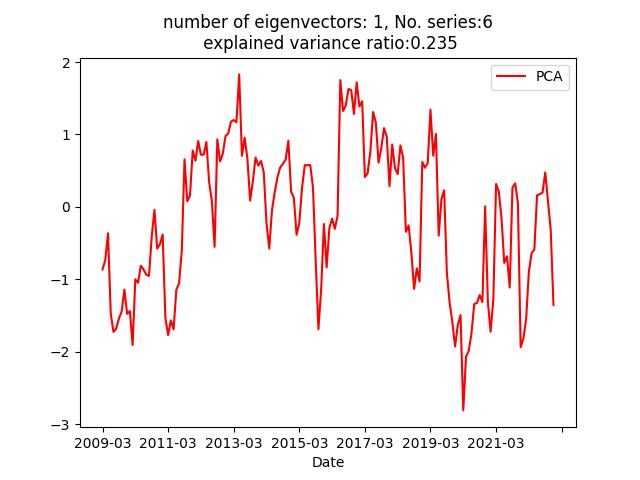 number of eigenvectors: 1, No. series:6
explained variance ratio:0.235
PCA
2
1
0
−1
−2
−3
2009-03 2011-03 2013-03 2015-03 2017-03 2019-03 2021-03
Date